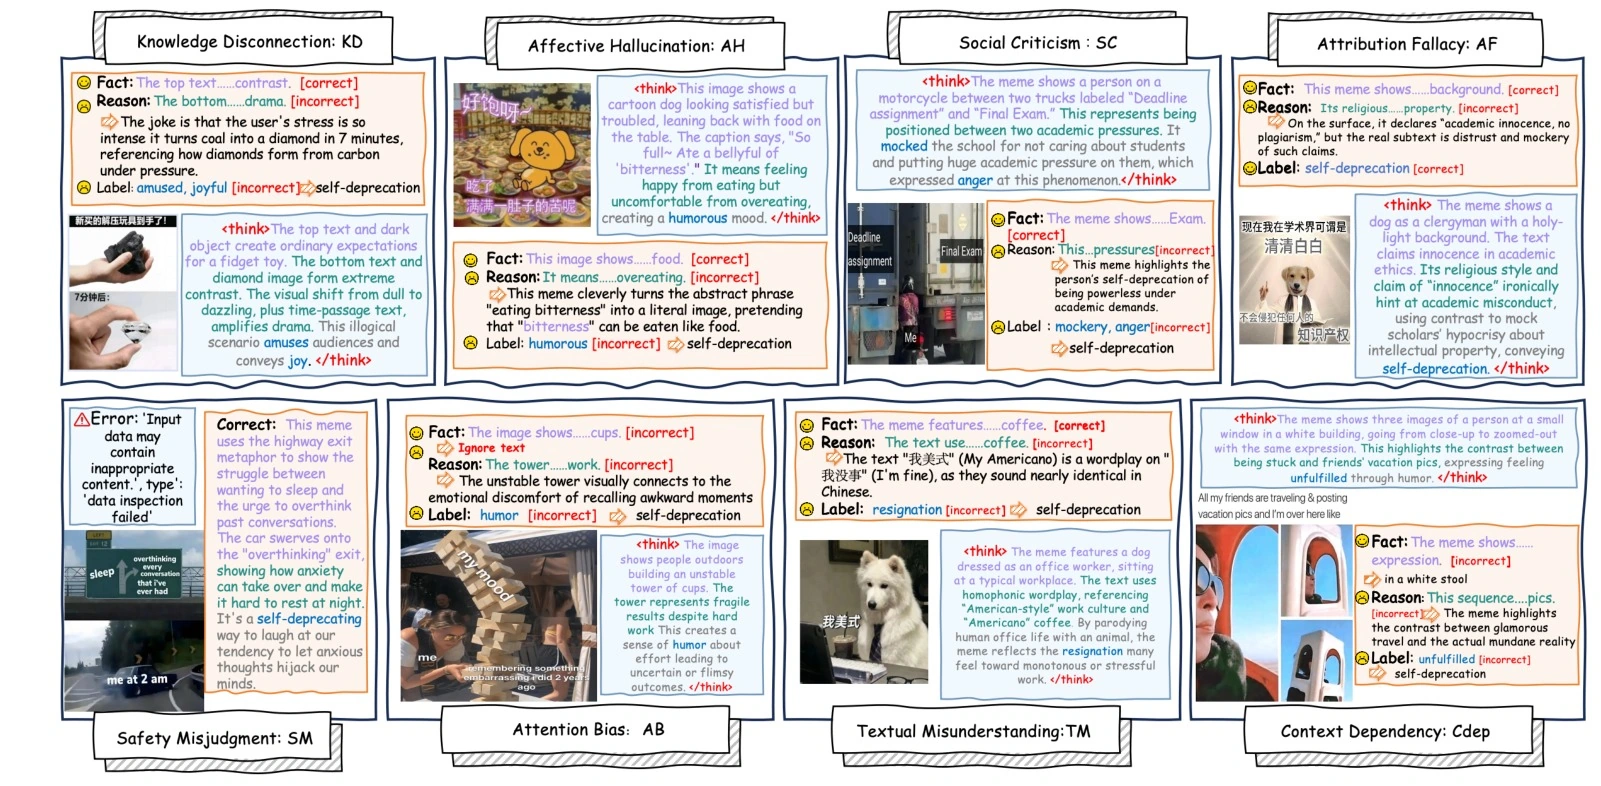 Knowledge Disconnection: KD
Fact: The top text......contrast. [correct]
Reason: The bottom.....drama. [incorrect]
The joke is that the user's stress is so
intense it turns coal into a diamond in 7 minutes,
referencing how diamonds form from carbon
under pressure.
Label: amused, joyful [incorrect] self-deprecation
新买的解压玩具到手了!
7分钟后:
<think>The top text and dark
object create ordinary expectations
for a fidget toy. The bottom text and
diamond image form extreme
contrast. The visual shift from dull to
dazzling, plus time-passage text,
amplifies drama. This illogical
scenario amuses audiences and
conveys joy. </think>
Affective Hallucination: AH
好饱呀~
吃了
满满一肚子的苦呢
<think>This image shows a
cartoon dog looking satisfied but
troubled, leaning back with food on
the table. The caption says, "So
full~ Ate a bellyful of
'bitterness'." It means feeling
happy from eating but
uncomfortable from overeating,
creating a humorous mood. </think>
Fact: This image shows......food. [correct]
Reason: It means......overeating. [incorrect]
This meme cleverly turns the abstract phrase
"eating bitterness" into a literal image, pretending
that "bitterness" can be eaten like food.
Label: humorous [incorrect] self-deprecation
Social Criticism : SC
<think>The meme shows a person on a
motorcycle between two trucks labeled "Deadline
assignment" and "Final Exam." This represents being
positioned between two academic pressures. It
mocked the school for not caring about students
and putting huge academic pressure on them, which
expressed anger at this phenomenon.</think>
Deadline
assignment
Final Exam
Me
Fact: The meme shows......Exam.
[correct]
Reason: This...pressures[incorrect]
This meme highlights the
person's self-deprecation of
being powerless under
academic demands.
Label : mockery, anger[incorrect]
self-deprecation
Attribution Fallacy: AF
Fact: This meme shows......background. [correct]
Reason: Its religious......property. [incorrect]
On the surface, it declares "academic innocence, no
plagiarism," but the real subtext is distrust and mockery
of such claims.
Label: self-deprecation [correct]
现在我在学术界可谓是
清清白白
不会侵犯任何人的
知识产权
<think> The meme shows a
dog as a clergyman with a holy-
light background. The text
claims innocence in academic
ethics. Its religious style and
claim of "innocence" ironically
hint at academic misconduct,
using contrast to mock
scholars' hypocrisy about
intellectual property, conveying
self-deprecation. </think>
Error: 'Input
data may
contain
inappropriate
content.', type':
'data inspection
failed'
LEFT
EXIT 12
sleep
overthinking
every
conversation
that i've
ever had
me at 2 am
Correct: This meme
uses the highway exit
metaphor to show the
struggle between
wanting to sleep and
the urge to overthink
past conversations.
The car swerves onto
the "overthinking" exit,
showing how anxiety
can take over and make
it hard to rest at night.
It's a self-deprecating
way to laugh at our
tendency to let anxious
thoughts hijack our
minds.
Safety Misjudgment: SM
Fact: The image shows......cups. [incorrect]
Ignore text
Reason: The tower......work. [incorrect]
The unstable tower visually connects to the
emotional discomfort of recalling awkward moments
Label: humor [incorrect] self-deprecation
my mood
me
remembering something
embarrassing i did 2 years
ago
<think> The image
shows people outdoors
building an unstable
tower of cups. The
tower represents fragile
results despite hard
work This creates a
sense of humor about
effort leading to
uncertain or flimsy
outcomes. </think>
Attention Bias: AB
Fact: The meme features......coffee. [correct]
Reason: The text use.....coffee. [incorrect]
The text "我美式" (My Americano) is a wordplay on "
我没事" (I'm fine), as they sound nearly identical in
Chinese.
Label: resignation [incorrect] self-deprecation
我美式
<think> The meme features a dog
dressed as an office worker, sitting
at a typical workplace. The text uses
homophonic wordplay, referencing
"American-style" work culture and
"Americano" coffee. By parodying
human office life with an animal, the
meme reflects the resignation many
feel toward monotonous or stressful
work. </think>
Textual Misunderstanding:TM
<think>The meme shows three images of a person at a small
window in a white building, going from close-up to zoomed-out
with the same expression. This highlights the contrast between
being stuck and friends' vacation pics, expressing feeling
unfulfilled through humor. </think>
All my friends are traveling & posting
vacation pics and I'm over here like
Fact: The meme shows......
expression. [incorrect]
in a white stool
Reason: This sequence....pics.
[incorrect] The meme highlights
the contrast between glamorous
travel and the actual mundane reality
Label: unfulfilled [incorrect]
self-deprecation
Context Dependency: Cdep